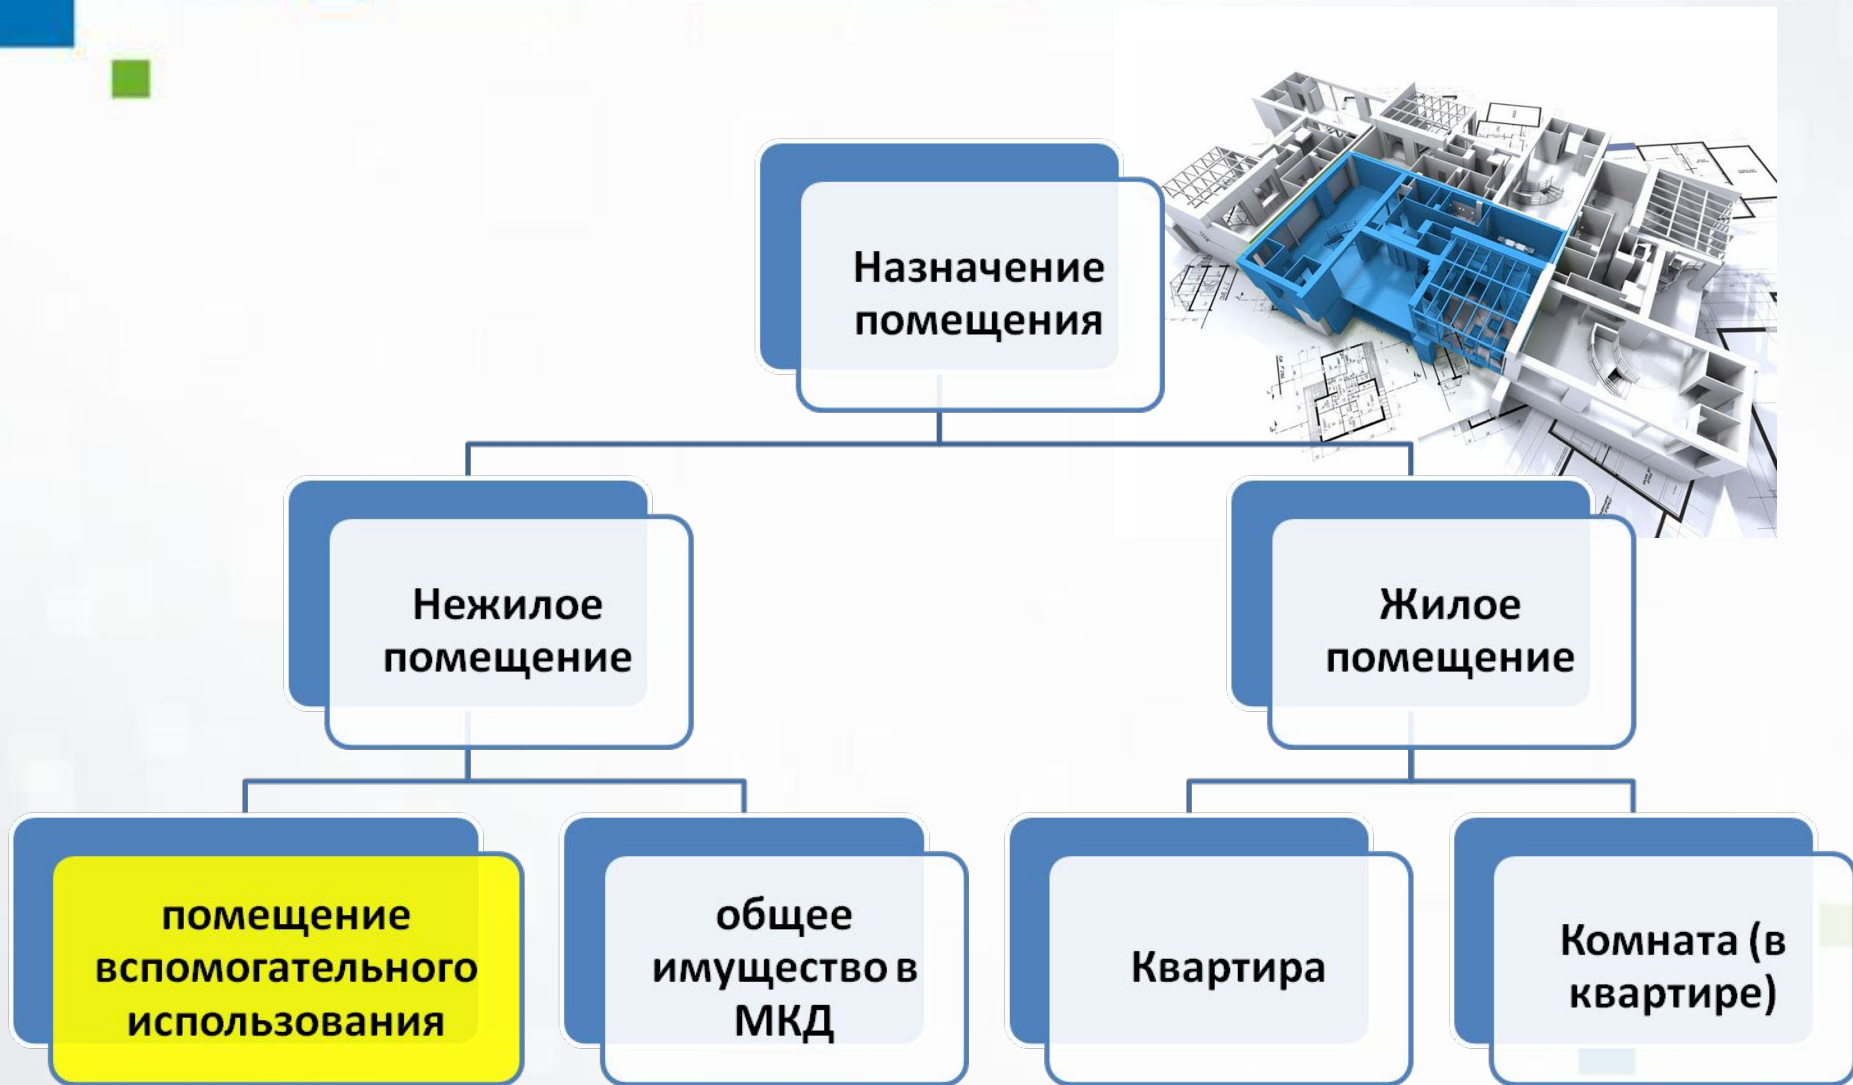 Назначение
помещения
Нежилое
помещение
Жилое
помещение
помещение
вспомогательного
использования
общее
имущество в
МКД
Квартира
Комната (в
квартире)